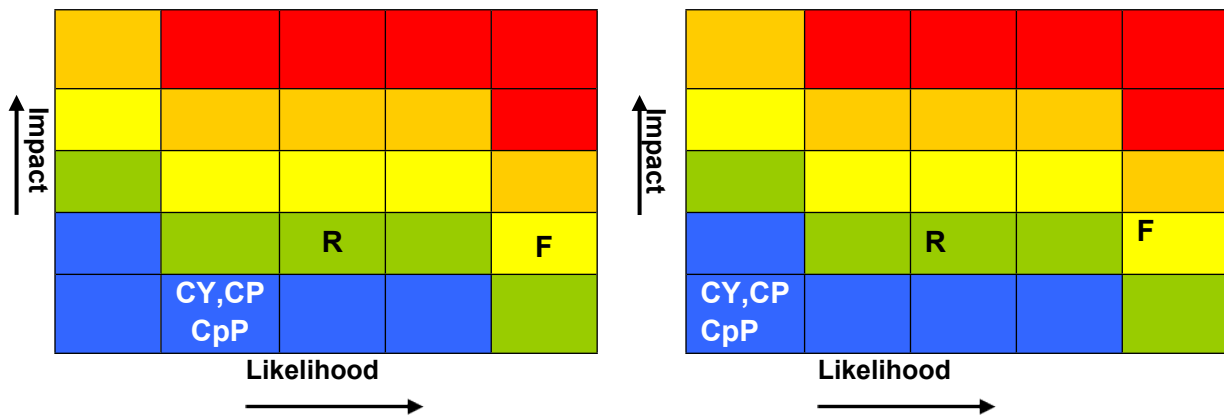 Impact
R
F
CY,CP
CpP
Likelihood
Impact
R
F
CY,CP
CpP
Likelihood